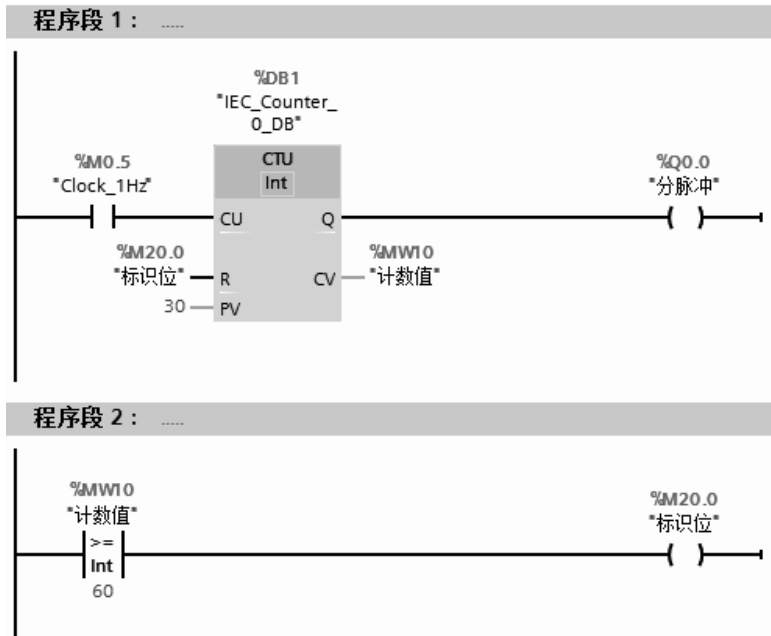 程序段 1： .....
%DB1
"IEC_Counter_
0_DB"
%M0.5
"Clock_1Hz"
CTU
Int
%Q0.0
"分脉冲"
CU
Q
%M20.0
"标识位"
R
CV
%MW10
"计数值"
30
PV
程序段 2： .....
%MW10
"计数值"
>=
Int
60
%M20.0
"标识位"